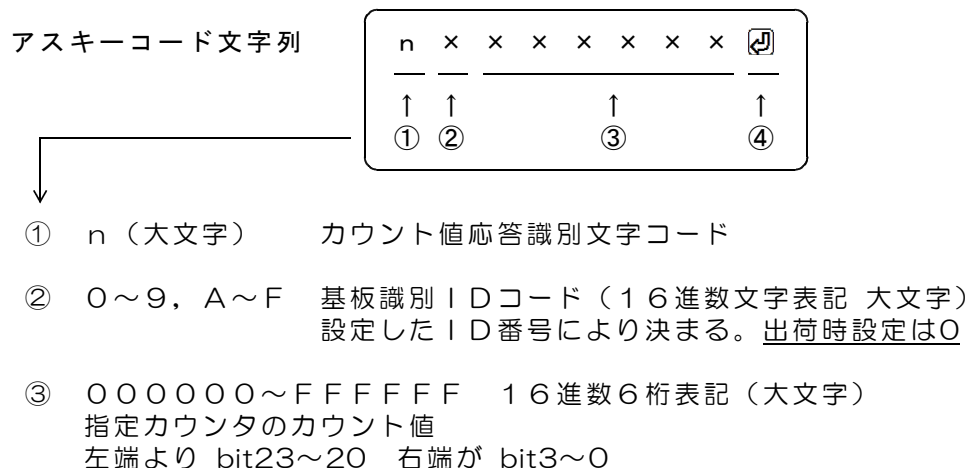 アスキーコード文字列
n × × × × × × × ⏎
↑ ↑ ↑ ↑
① ② ③ ④
① n（大文字） カウント値応答識別文字コード
② 0～9，A～F 基板識別IDコード（16進数文字表記 大文字）
設定したID番号により決まる。出荷時設定は0
③ 000000～FFFFFF 16進数6桁表記（大文字）
指定カウンタのカウント値
左端より bit23～20 右端が bit3～0